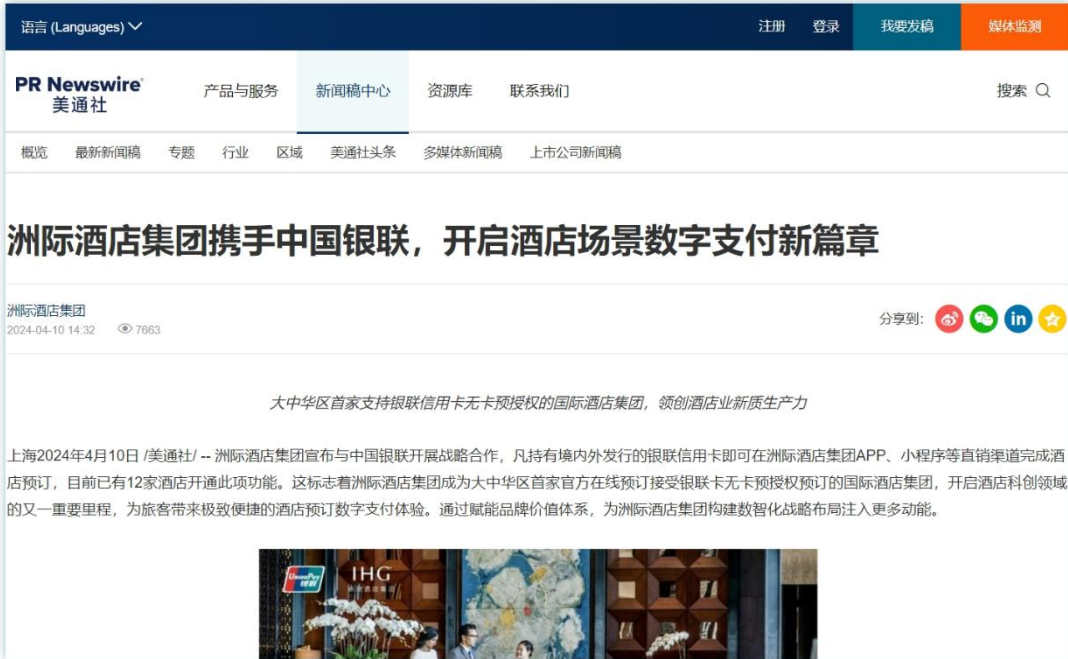 语言 (Languages)
注册
登录
我要发稿
媒体监测
PR Newswire®
美通社
产品与服务
新闻稿中心
资源库
联系我们
搜索
概览
最新新闻稿
专题
行业
区域
美通社头条
多媒体新闻稿
上市公司新闻稿
洲际酒店集团携手中国银联，开启酒店场景数字支付新篇章
洲际酒店集团
2024-04-10 14:32
7663
分享到:
in
大中华区首家支持银联信用卡无卡预授权的国际酒店集团，领创酒店业新质生产力
上海2024年4月10日 /美通社/ -- 洲际酒店集团宣布与中国银联开展战略合作，凡持有境内外发行的银联信用卡即可在洲际酒店集团APP、小程序等直销渠道完成酒
店预订，目前已有12家酒店开通此项功能。这标志着洲际酒店集团成为大中华区首家官方在线预订接受银联卡无卡预授权预订的国际酒店集团，开启酒店科创领域
的又一重要里程，为旅客带来极致便捷的酒店预订数字支付体验。通过赋能品牌价值体系，为洲际酒店集团构建数智化战略布局注入更多动能。
UnionPay
银联
IHG
洲际酒店集团